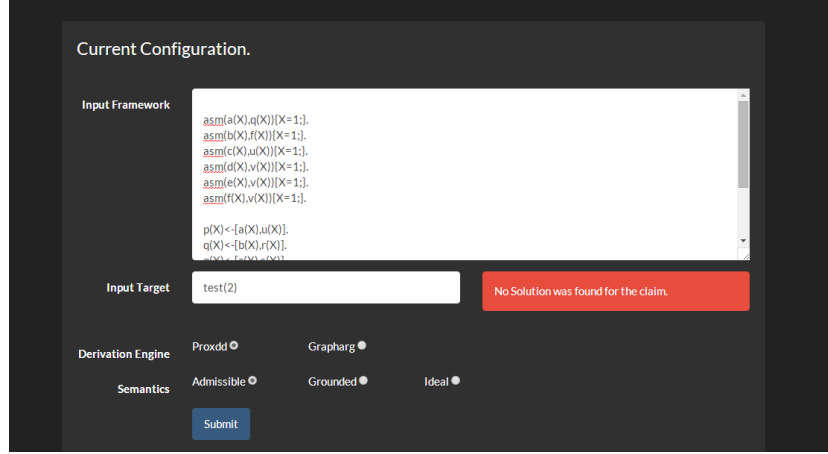 Current Configuration.
Input Framework
asm(a(X),q(X)){X=1;}.
asm(b(X),f(X)){X=1;}.
asm(c(X),u(X)){X=1;}.
asm(d(X),v(X)){X=1;}.
asm(e(X),v(X)){X=1;}.
asm(f(X),v(X)){X=1;}.
p(X)<-[a(X),u(X)].
q(X)<-[b(X),r(X)].
Input Target
test(2)
No Solution was found for the claim.
Derivation Engine
Proxdd Grapharg
Semantics
Admissible Grounded Ideal
Submit